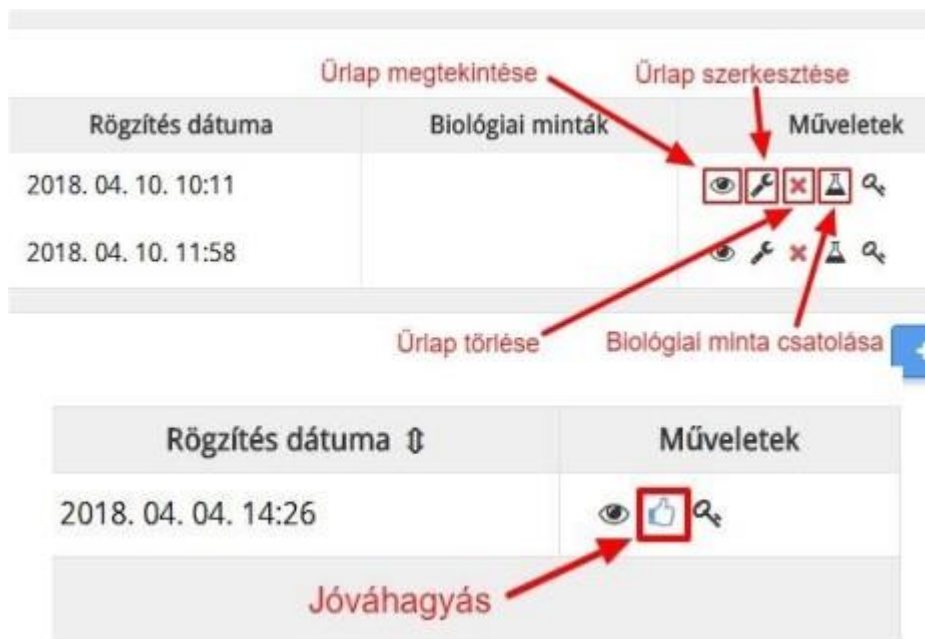 Űrlap megtekintése Űrlap szerkesztése
Rögzítés dátuma Biológiai minták Műveletek
2018. 04. 10. 10:11
2018. 04. 10. 11:58
Űrlap törlése Biológiai minta csatolása
Rögzítés dátuma ⇕ Műveletek
2018. 04. 04. 14:26
Jóváhagyás